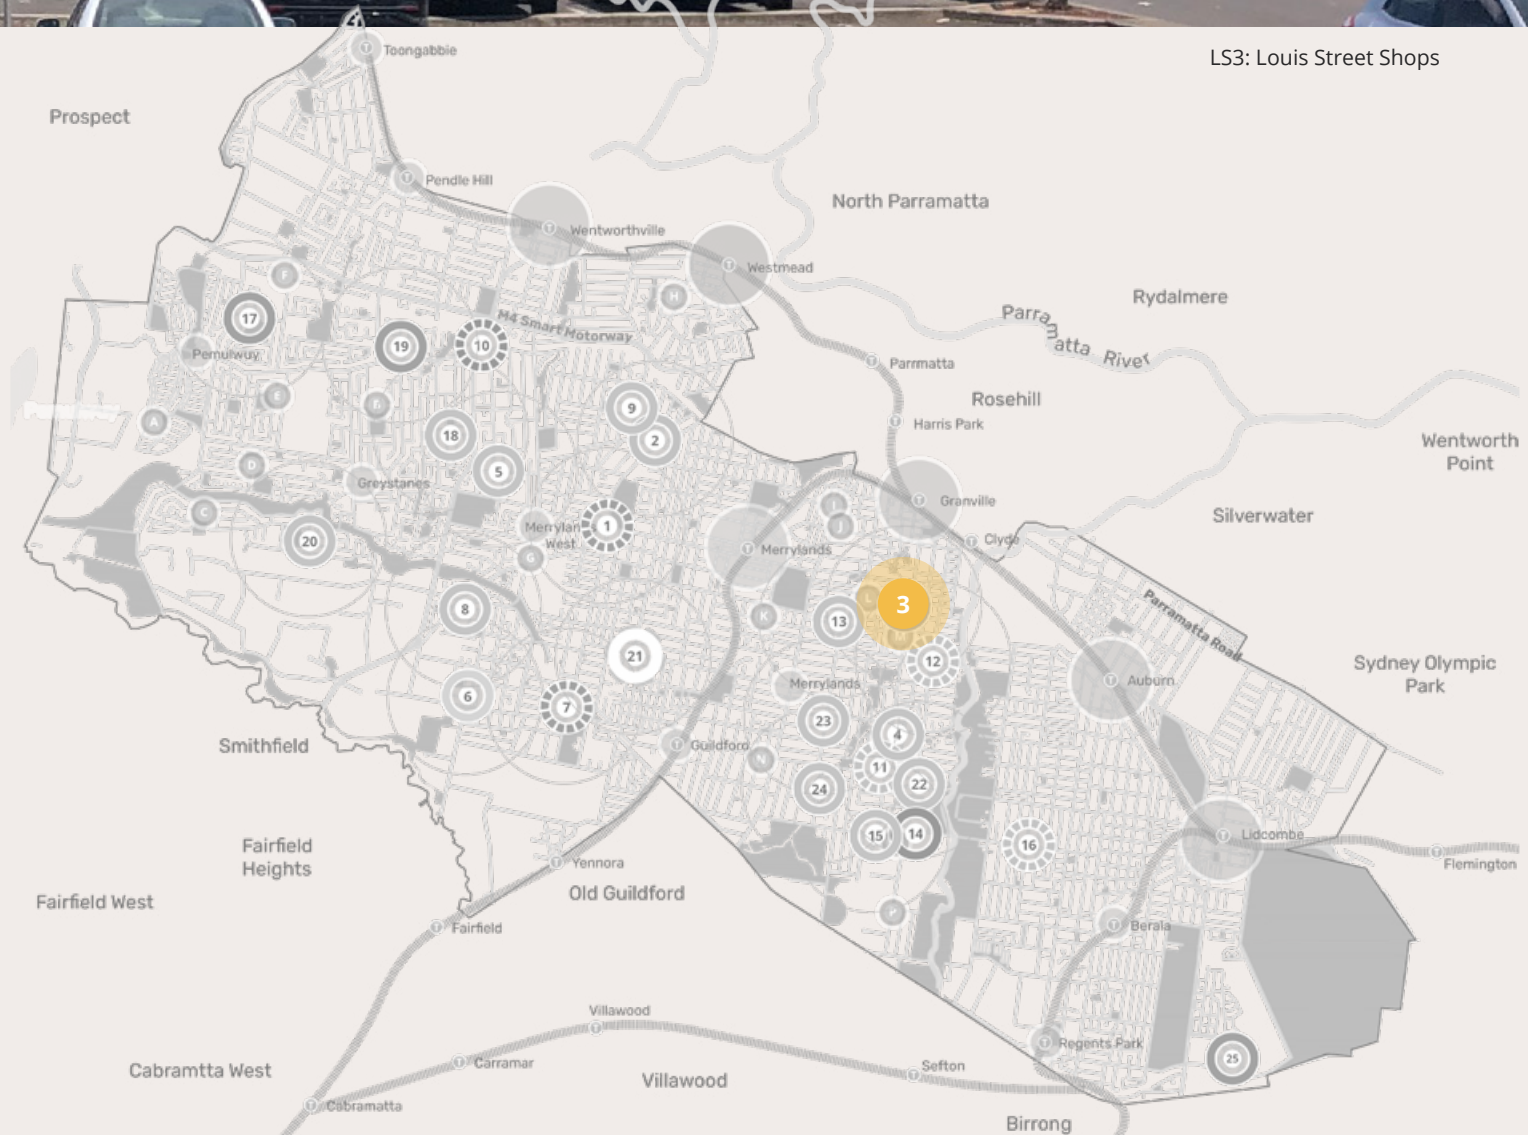 LS3: Louis Street Shops
Toongabbie
Prospect
Pendle Hill
North Parramatta
Wentworthville
Westmead
F
H
Rydalmere
17
M4 Smart Motorway
Parramatta River
19
10
Pemulwuy
Parrmatta
E
Rosehill
B
9
A
Harris Park
18
2
Wentworth
Point
D
5
Greystanes
Granville
C
I
Silverwater
1
J
Merrylan
West
20
Clyde
Merrylands
G
L
3
8
K
13
M
Parramatta Road
21
12
Sydney Olympic
Park
Auburn
Merrylands
6
7
23
4
Smithfield
Guildford
N
11
22
24
15
14
Lidcombe
16
Fairfield
Heights
Yennora
Flemington
Old Guildford
Fairfield West
P
Fairfield
Berala
Villawood
Regents Park
25
Carramar
Sefton
Cabramtta West
Villawood
Cabramatta
Birrong